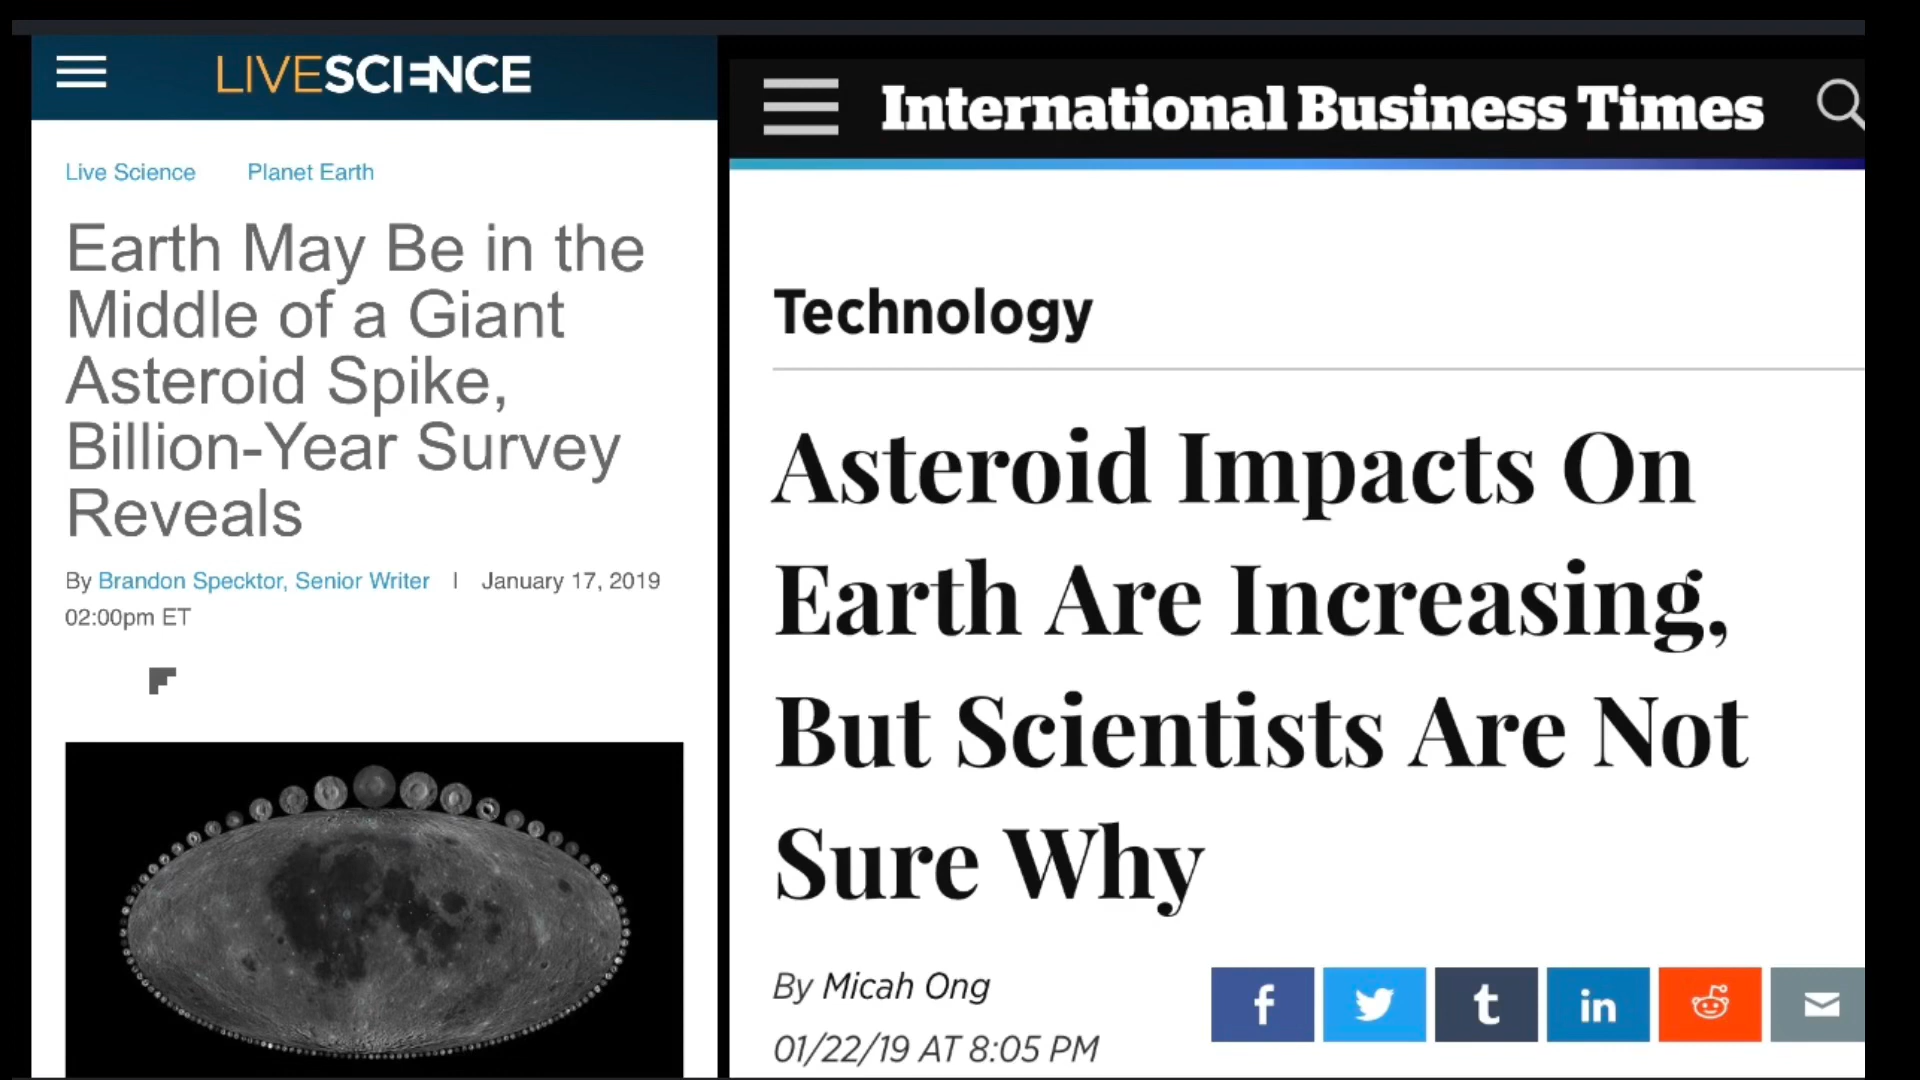 LIVESCIENCE
Live Science Planet Earth
Earth May Be in the
Middle of a Giant
Asteroid Spike,
Billion-Year Survey
Reveals
By Brandon Specktor, Senior Writer | January 17, 2019
02:00pm ET
International Business Times
Technology
Asteroid Impacts On
Earth Are Increasing,
But Scientists Are Not
Sure Why
By Micah Ong
01/22/19 AT 8:05 PM
f t in